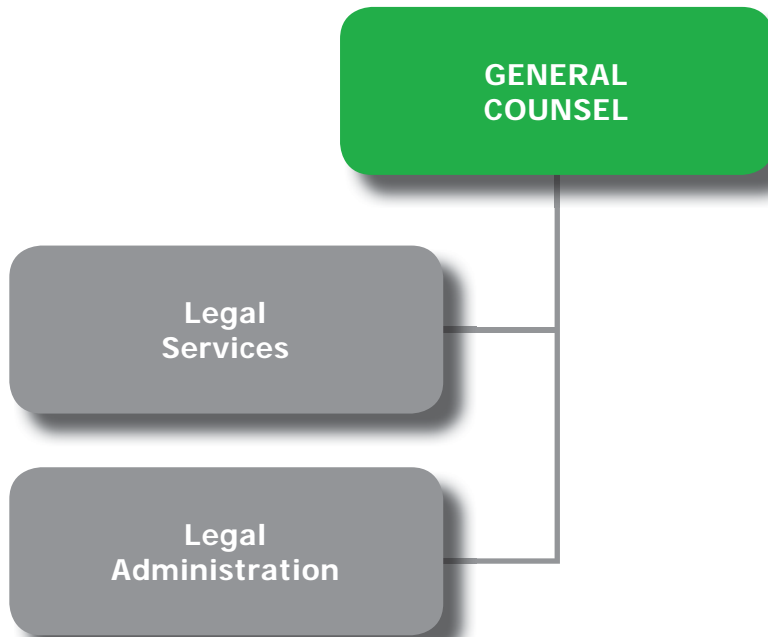 GENERAL
COUNSEL
Legal
Services
Legal
Administration